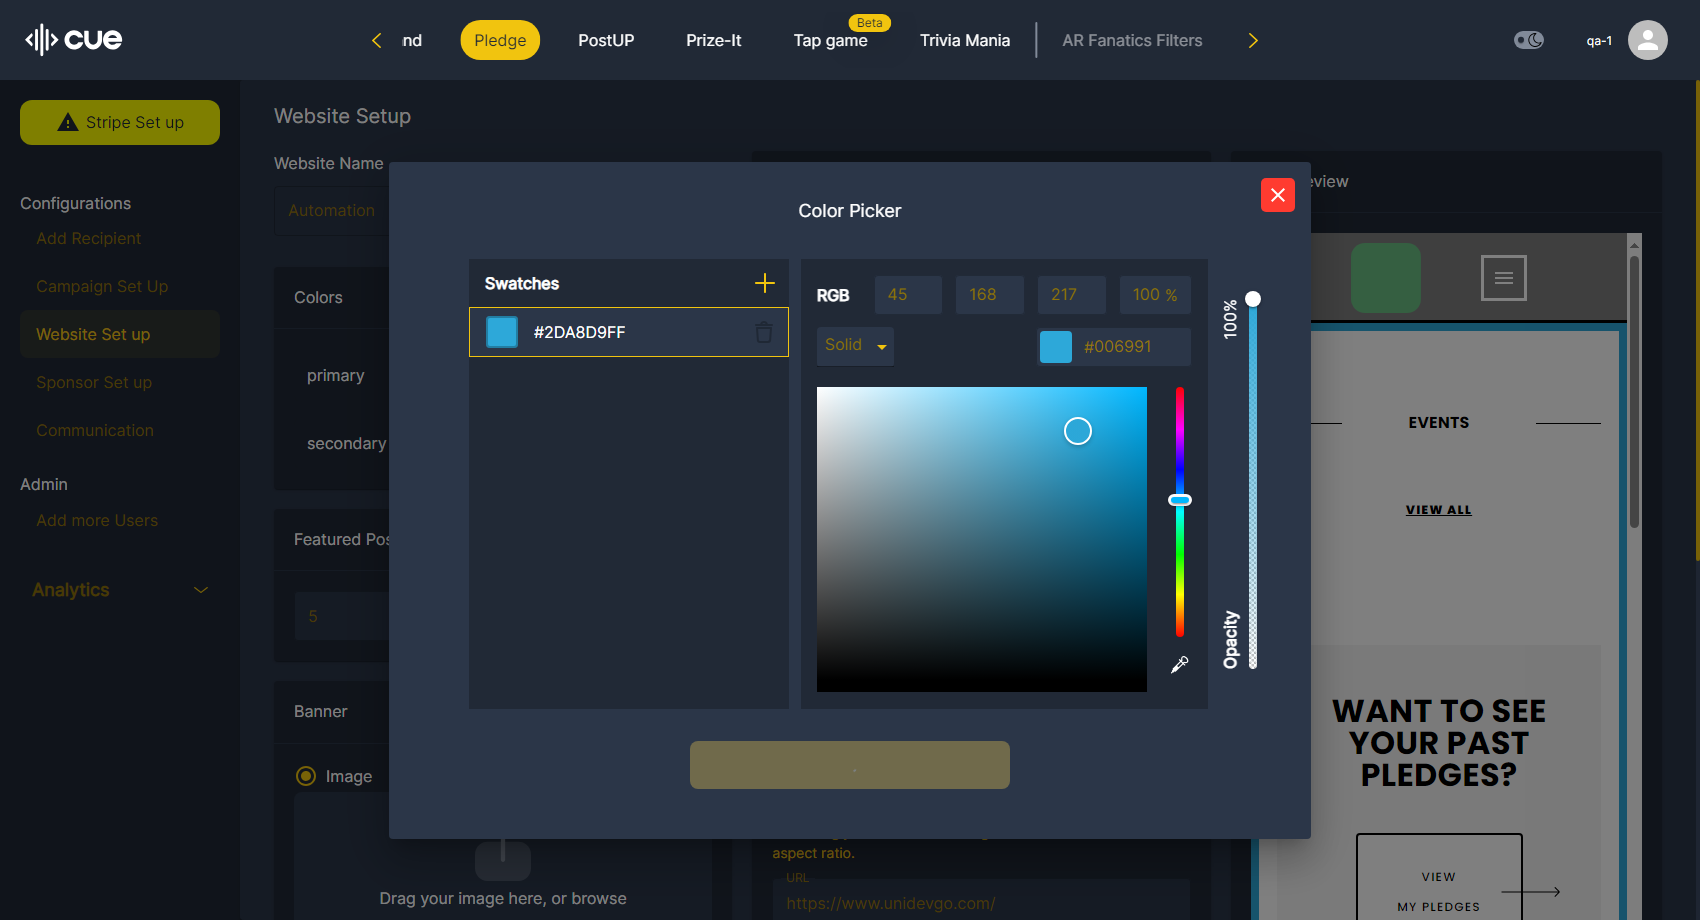 cue
nd
Pledge
PostUP
Prize-It
Beta
Tap game
Trivia Mania
AR Fanatics Filters
qa-1
Stripe Set up
Configurations
Add Recipient
Campaign Set Up
Website Set up
Sponsor Set up
Communication
Admin
Add more Users
Analytics
Website Setup
Website Name
Automation
Colors
primary
secondary
Featured Pos
5
Banner
Image
Drag your image here, or browse
Color Picker
Swatches
#2DA8D9FF
RGB
45
168
217
100 %
Solid
#006991
100%
Opacity
aspect ratio.
URL
https://www.unidevgo.com/
eview
EVENTS
VIEW ALL
WANT TO SEE
YOUR PAST
PLEDGES?
VIEW
MY PLEDGES